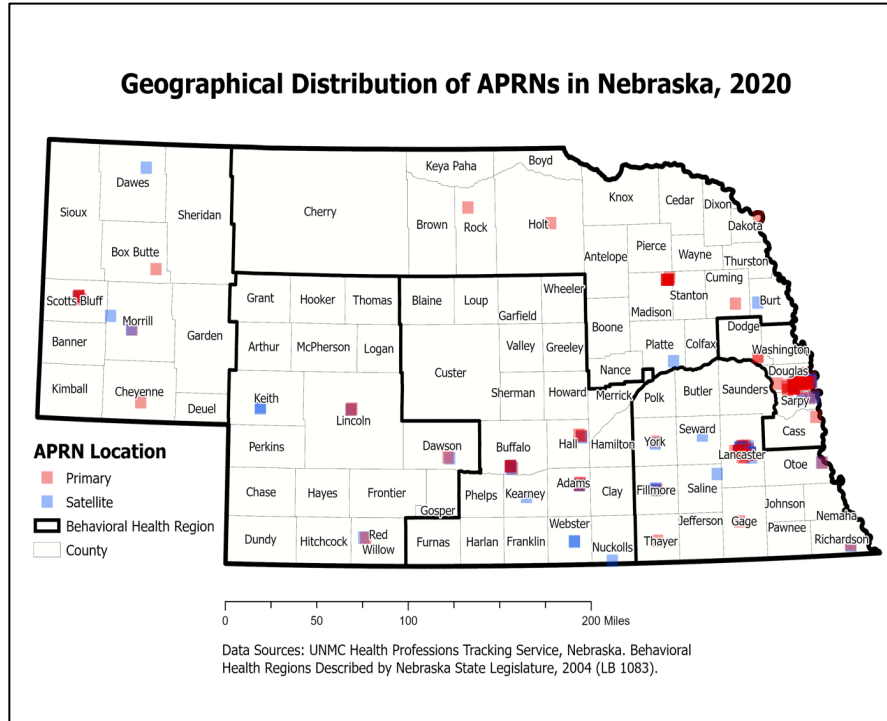 Geographical Distribution of APRNs in Nebraska, 2020
Keya Paha
Boyd
Dawes
Sioux
Sheridan
Cherry
Knox
Cedar
Dixon
Brown
Rock
Holt
Dakota
Box Butte
Antelope
Pierce
Wayne
Thurston
Scotts Bluff
Morrill
Garden
Grant
Hooker
Thomas
Blaine
Loup
Garfield
Wheeler
Madison
Stanton
Cuming
Burt
Banner
Arthur
McPherson
Logan
Valley
Greeley
Boone
Platte
Colfax
Dodge
Washington
Custer
Nance
Douglas
Kimball
Cheyenne
Deuel
Keith
Lincoln
Sherman
Howard
Merrick
Polk
Butler
Saunders
Sarpy
Perkins
Dawson
Buffalo
Hall
Hamilton
York
Seward
Lancaster
Cass
Otoe
Chase
Hayes
Frontier
Gosper
Phelps
Kearney
Adams
Clay
Fillmore
Saline
Johnson
Nemaha
Dundy
Hitchcock
Red
Willow
Furnas
Harlan
Franklin
Webster
Nuckolls
Thayer
Jefferson
Gage
Pawnee
Richardson
APRN Location
Primary
Satellite
Behavioral Health Region
County
0 50 100 200 Miles
Data Sources: UNMC Health Professions Tracking Service, Nebraska. Behavioral
Health Regions Described by Nebraska State Legislature, 2004 (LB 1083).